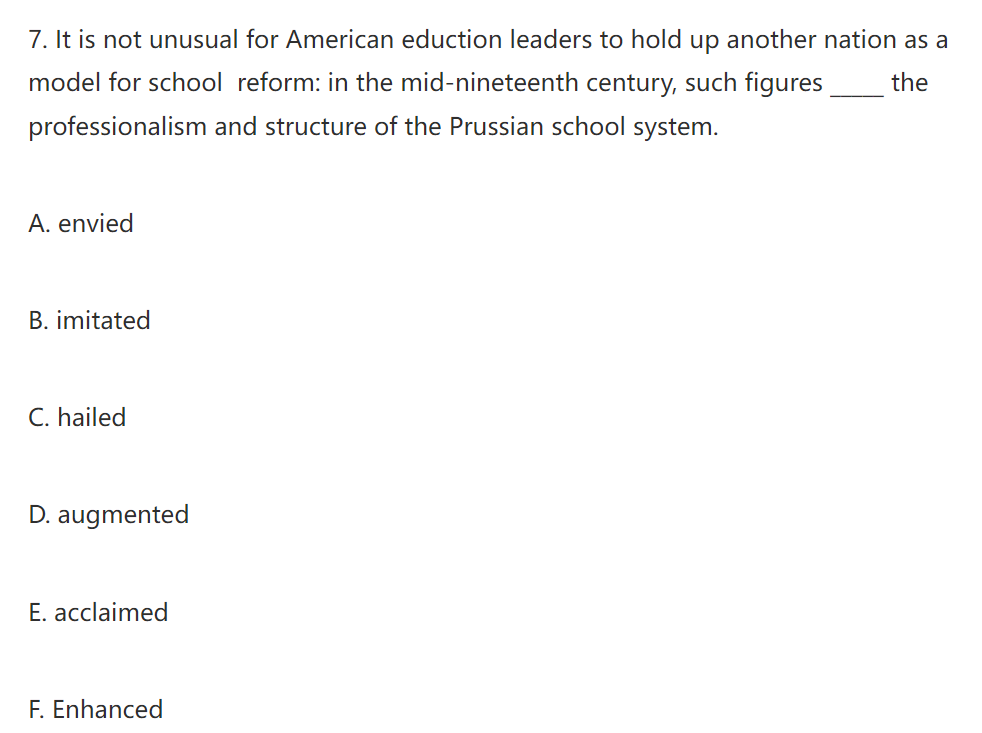 7. It is not unusual for American eduction leaders to hold up another nation as a
model for school  reform: in the mid-nineteenth century, such figures _____ the
professionalism and structure of the Prussian school system.
A. envied
B. imitated
C. hailed
D. augmented
E. acclaimed
F. Enhanced